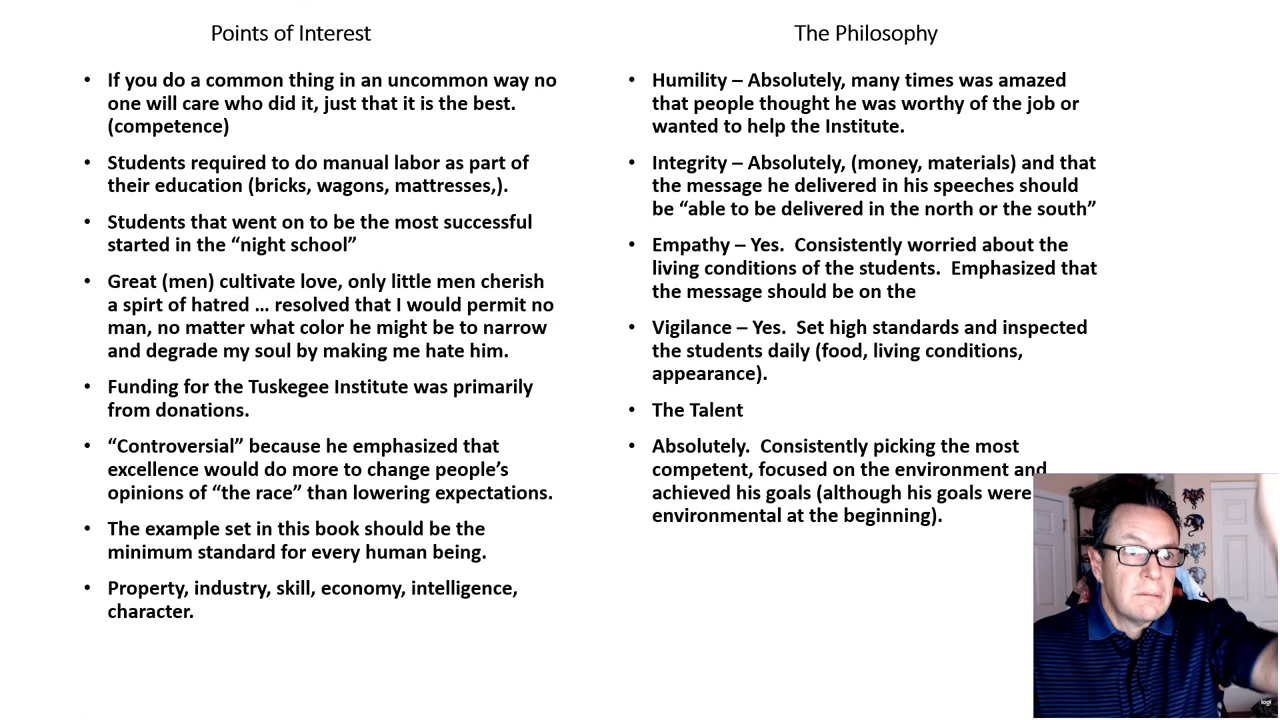 Points of Interest
• If you do a common thing in an uncommon way no
one will care who did it, just that it is the best.
(competence)
• Students required to do manual labor as part of
their education (bricks, wagons, mattresses,).
• Students that went on to be the most successful
started in the “night school”
• Great (men) cultivate love, only little men cherish
a spirt of hatred … resolved that I would permit no
man, no matter what color he might be to narrow
and degrade my soul by making me hate him.
• Funding for the Tuskegee Institute was primarily
from donations.
• “Controversial” because he emphasized that
excellence would do more to change people’s
opinions of “the race” than lowering expectations.
• The example set in this book should be the
minimum standard for every human being.
• Property, industry, skill, economy, intelligence,
character.
The Philosophy
• Humility – Absolutely, many times was amazed
that people thought he was worthy of the job or
wanted to help the Institute.
• Integrity – Absolutely, (money, materials) and that
the message he delivered in his speeches should
be “able to be delivered in the north or the south”
• Empathy – Yes.  Consistently worried about the
living conditions of the students.  Emphasized that
the message should be on the
• Vigilance – Yes.  Set high standards and inspected
the students daily (food, living conditions,
appearance).
• The Talent
• Absolutely.  Consistently picking the most
competent, focused on the environment and
achieved his goals (although his goals were
environmental at the beginning).
logi